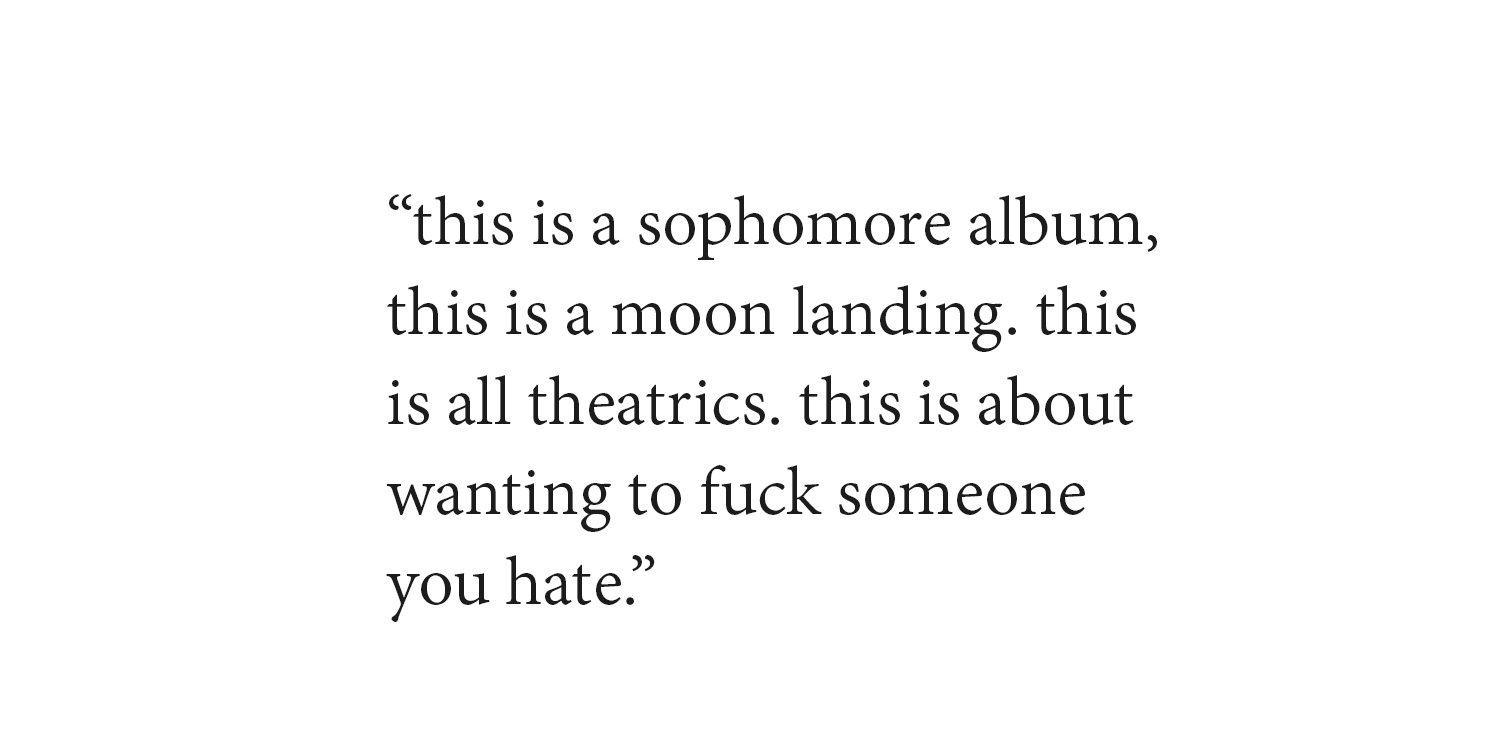 “this is a sophomore album,
this is a moon landing. this
is all theatrics. this is about
wanting to fuck someone
you hate.”